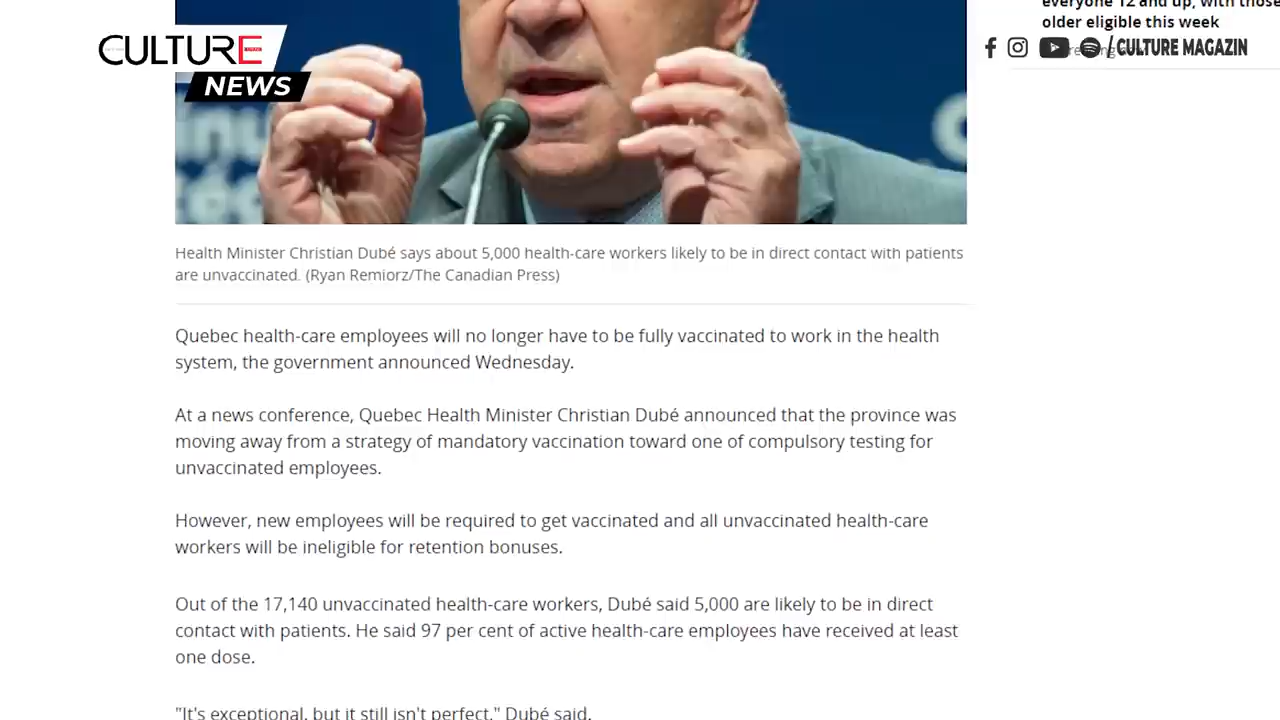 everyone 12 and up, with those
older eligible this week
CULTURE
NEWS
/ CULTURE MAGAZIN
Health Minister Christian Dubé says about 5,000 health-care workers likely to be in direct contact with patients
are unvaccinated. (Ryan Remiorz/The Canadian Press)
Quebec health-care employees will no longer have to be fully vaccinated to work in the health
system, the government announced Wednesday.
At a news conference, Quebec Health Minister Christian Dubé announced that the province was
moving away from a strategy of mandatory vaccination toward one of compulsory testing for
unvaccinated employees.
However, new employees will be required to get vaccinated and all unvaccinated health-care
workers will be ineligible for retention bonuses.
Out of the 17,140 unvaccinated health-care workers, Dubé said 5,000 are likely to be in direct
contact with patients. He said 97 per cent of active health-care employees have received at least
one dose.
"It's exceptional, but it still isn't perfect," Dubé said.